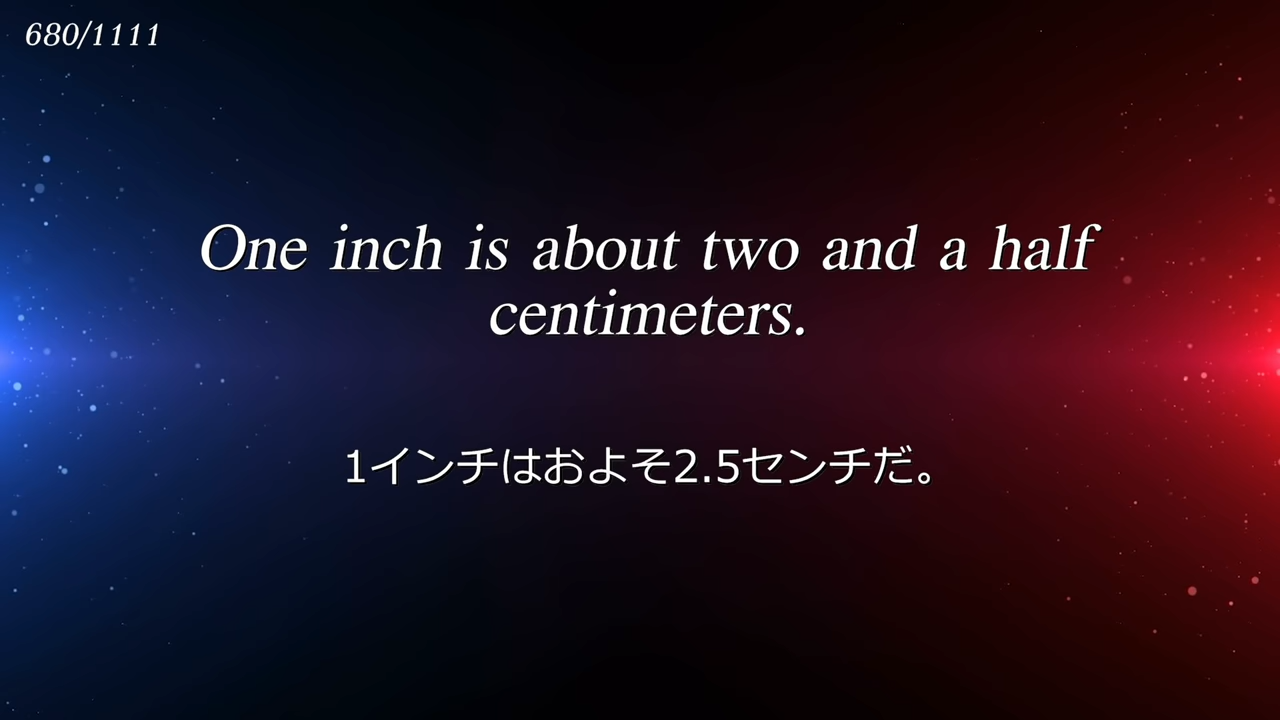 680/1111
One inch is about two and a half
centimeters.
1インチはおよそ2.5センチだ。